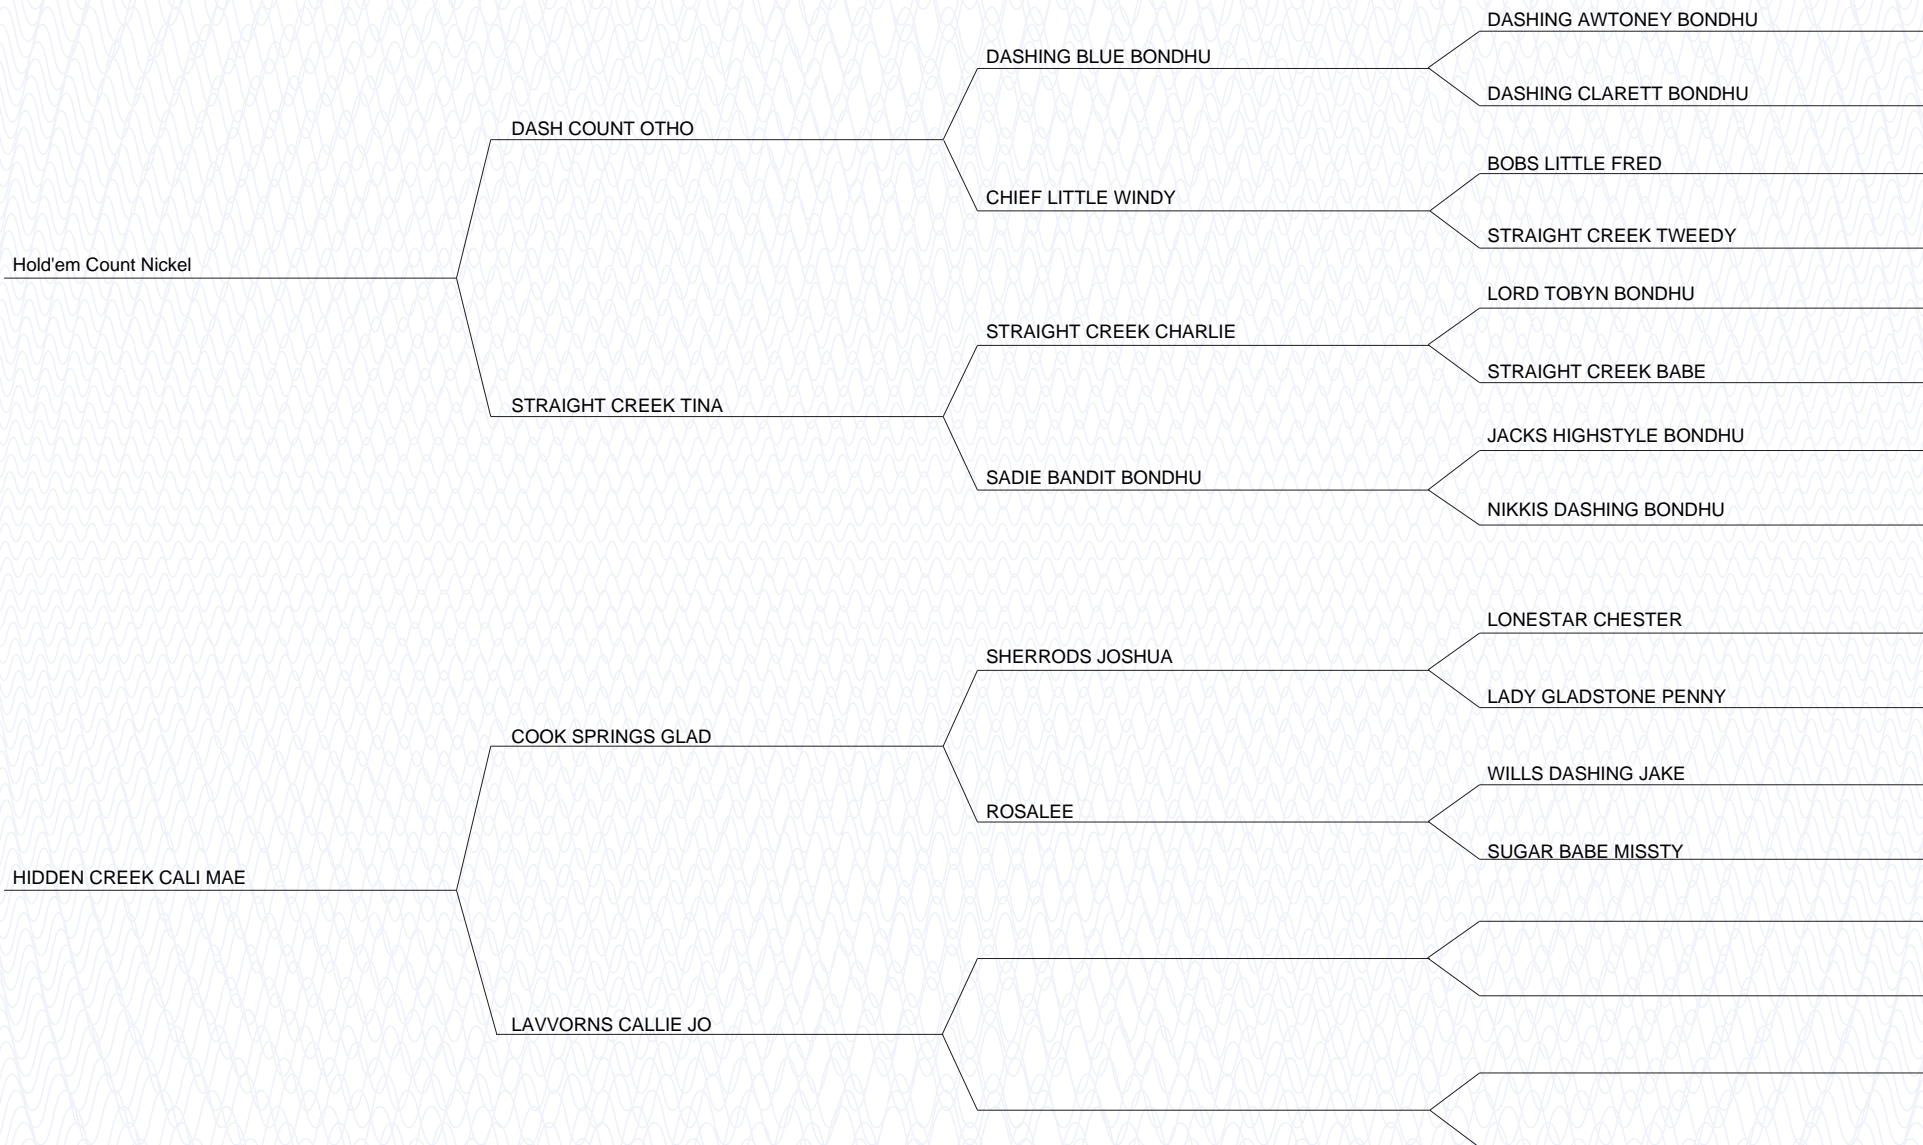 DASHING AWTONEY BONDHU
DASHING BLUE BONDHU
DASHING CLARETT BONDHU
DASH COUNT OTHO
BOBS LITTLE FRED
CHIEF LITTLE WINDY
STRAIGHT CREEK TWEEDY
Hold'em Count Nickel
LORD TOBYN BONDHU
STRAIGHT CREEK CHARLIE
STRAIGHT CREEK BABE
STRAIGHT CREEK TINA
JACKS HIGHSTYLE BONDHU
SADIE BANDIT BONDHU
NIKKIS DASHING BONDHU
LONESTAR CHESTER
SHERRODS JOSHUA
LADY GLADSTONE PENNY
COOK SPRINGS GLAD
WILLS DASHING JAKE
ROSALEE
SUGAR BABE MISSTY
HIDDEN CREEK CALI MAE
LAVVORNS CALLIE JO